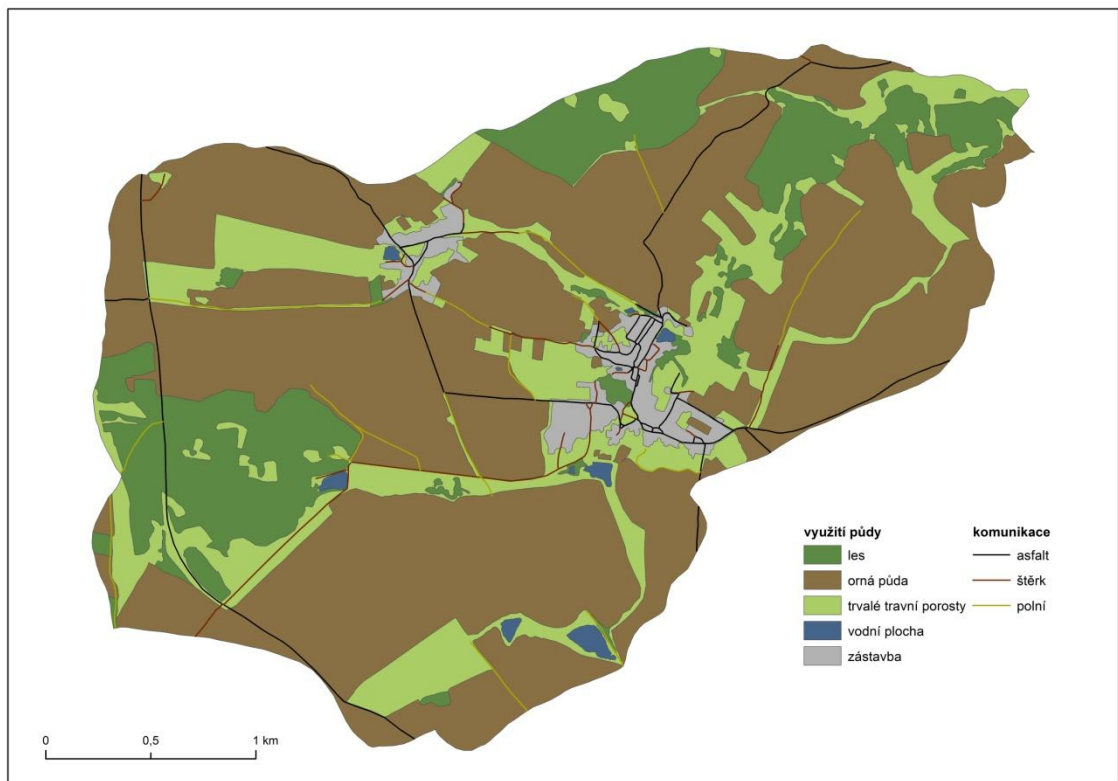 využití půdy
les
orná půda
trvalé travní porosty
vodní plocha
zástavba
komunikace
asfalt
štěrk
polní
0 0,5 1 km